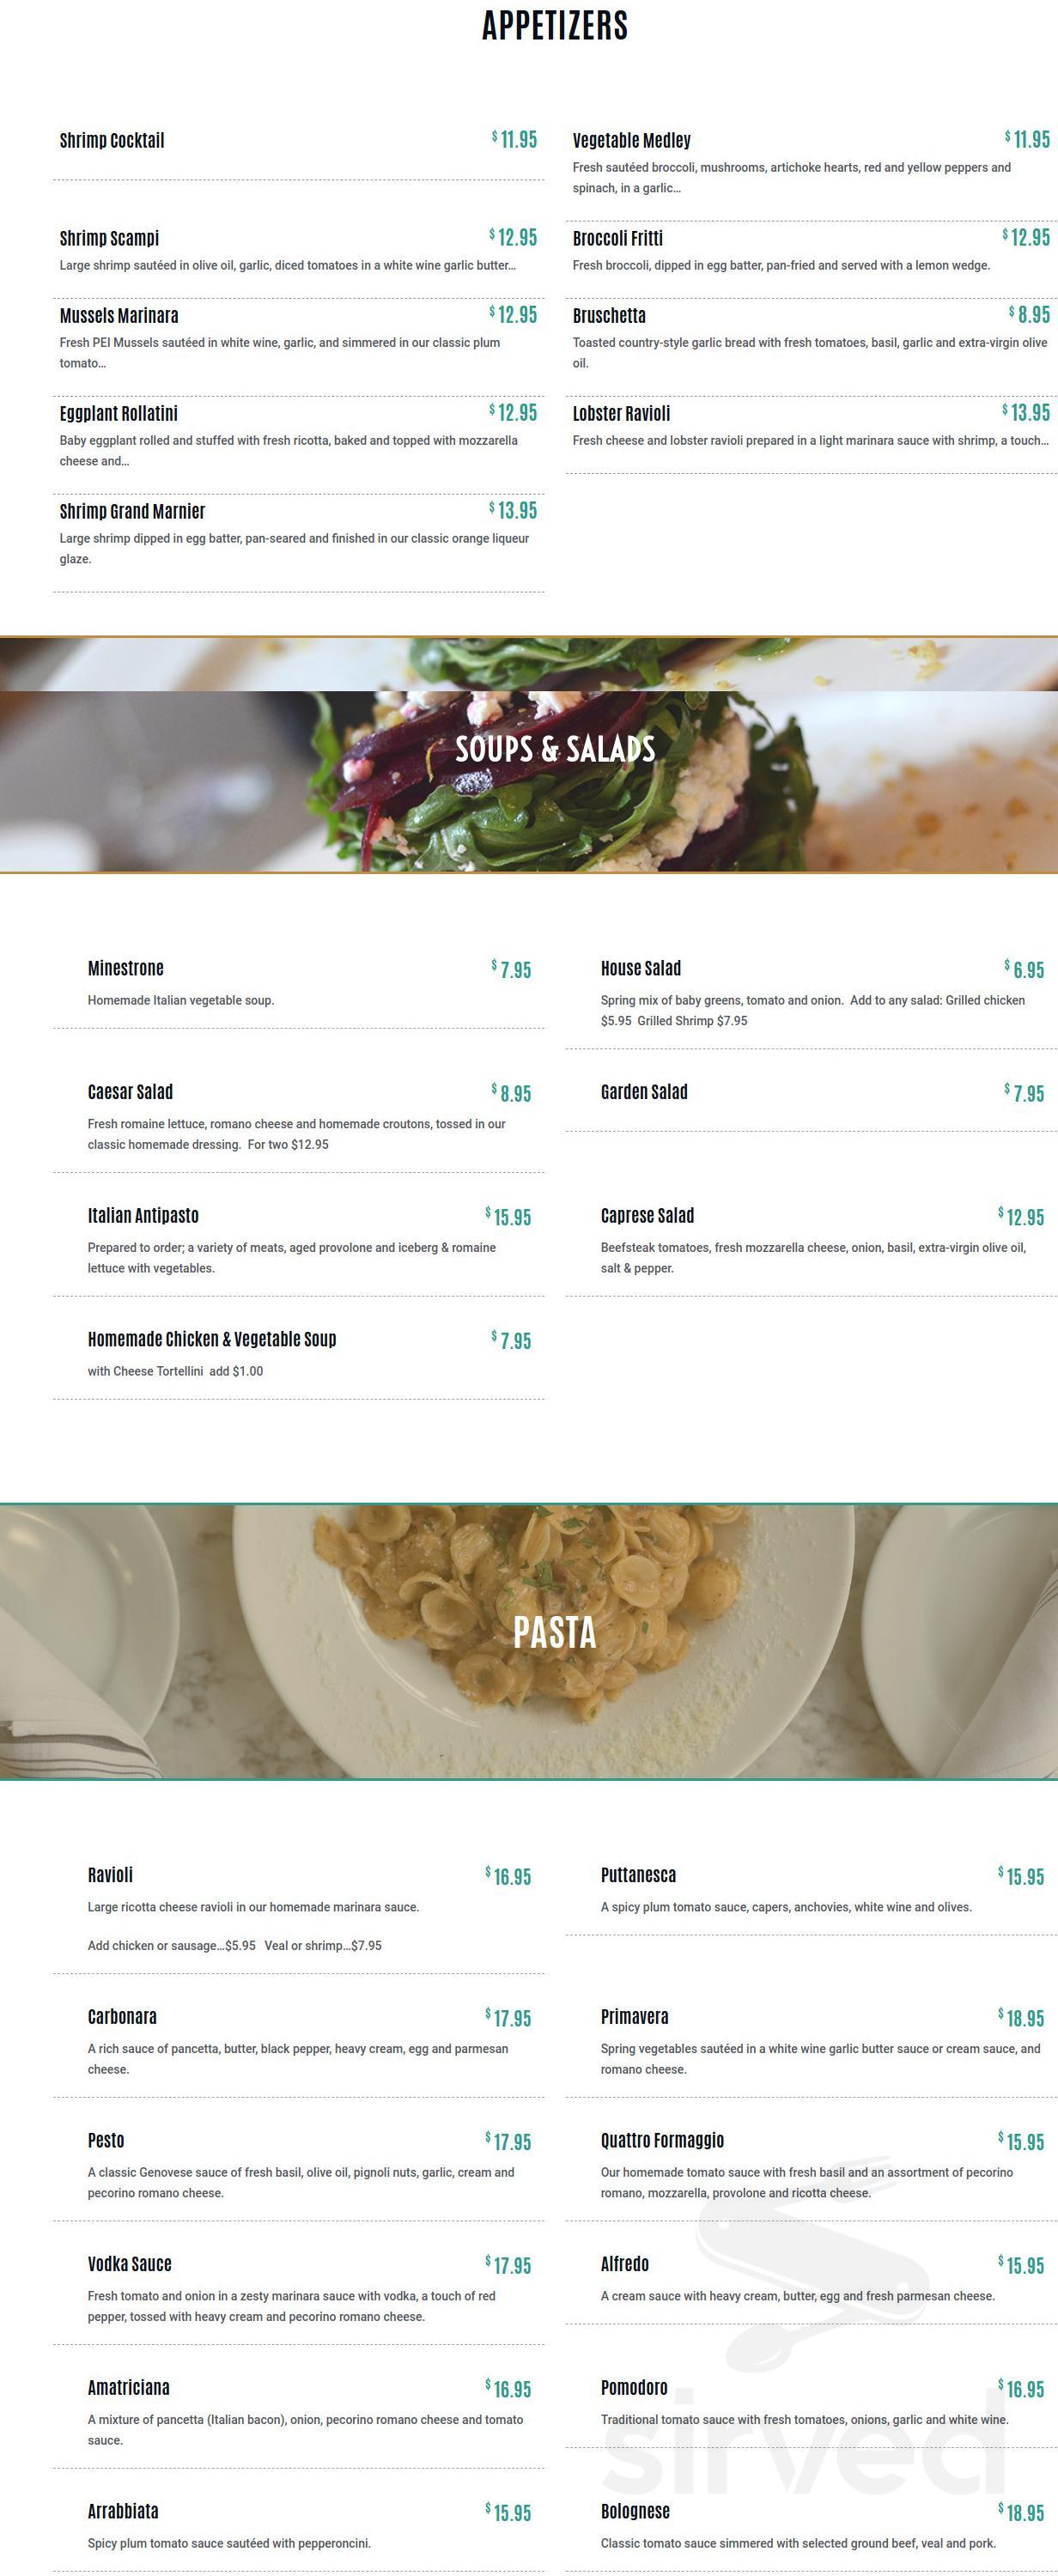 APPETIZERS
Shrimp Cocktail
$ 11.95
Vegetable Medley
$ 11.95
Fresh sautéed broccoli, mushrooms, artichoke hearts, red and yellow peppers and
spinach, in a garlic...
Shrimp Scampi
$ 12.95
Large shrimp sautéed in olive oil, garlic, diced tomatoes in a white wine garlic butter...
Broccoli Fritti
$ 12.95
Fresh broccoli, dipped in egg batter, pan-fried and served with a lemon wedge.
Mussels Marinara
$ 12.95
Fresh PEI Mussels sautéed in white wine, garlic, and simmered in our classic plum
tomato...
Bruschetta
$ 8.95
Toasted country-style garlic bread with fresh tomatoes, basil, garlic and extra-virgin olive
oil.
Eggplant Rollatini
$ 12.95
Baby eggplant rolled and stuffed with fresh ricotta, baked and topped with mozzarella
cheese and...
Lobster Ravioli
$ 13.95
Fresh cheese and lobster ravioli prepared in a light marinara sauce with shrimp, a touch...
Shrimp Grand Marnier
$ 13.95
Large shrimp dipped in egg batter, pan-seared and finished in our classic orange liqueur
glaze.
SOUPS & SALADS
Minestrone
$ 7.95
Homemade Italian vegetable soup.
House Salad
$ 6.95
Spring mix of baby greens, tomato and onion. Add to any salad: Grilled chicken
$5.95 Grilled Shrimp $7.95
Caesar Salad
$ 8.95
Fresh romaine lettuce, romano cheese and homemade croutons, tossed in our
classic homemade dressing. For two $12.95
Garden Salad
$ 7.95
Italian Antipasto
$ 15.95
Prepared to order; a variety of meats, aged provolone and iceberg & romaine
lettuce with vegetables.
Caprese Salad
$ 12.95
Beefsteak tomatoes, fresh mozzarella cheese, onion, basil, extra-virgin olive oil,
salt & pepper.
Homemade Chicken & Vegetable Soup
$ 7.95
with Cheese Tortellini add $1.00
PASTA
Ravioli
$ 16.95
Large ricotta cheese ravioli in our homemade marinara sauce.
Add chicken or sausage...$5.95 Veal or shrimp...$7.95
Puttanesca
$ 15.95
A spicy plum tomato sauce, capers, anchovies, white wine and olives.
Carbonara
$ 17.95
A rich sauce of pancetta, butter, black pepper, heavy cream, egg and parmesan
cheese.
Primavera
$ 18.95
Spring vegetables sautéed in a white wine garlic butter sauce or cream sauce, and
romano cheese.
Pesto
$ 17.95
A classic Genovese sauce of fresh basil, olive oil, pignoli nuts, garlic, cream and
pecorino romano cheese.
Quattro Formaggio
$ 15.95
Our homemade tomato sauce with fresh basil and an assortment of pecorino
romano, mozzarella, provolone and ricotta cheese.
Vodka Sauce
$ 17.95
Fresh tomato and onion in a zesty marinara sauce with vodka, a touch of red
pepper, tossed with heavy cream and pecorino romano cheese.
Alfredo
$ 15.95
A cream sauce with heavy cream, butter, egg and fresh parmesan cheese.
Amatriciana
$ 16.95
A mixture of pancetta (Italian bacon), onion, pecorino romano cheese and tomato
sauce.
Pomodoro
$ 16.95
Traditional tomato sauce with fresh tomatoes, onions, garlic and white wine.
sirved
Arrabbiata
$ 15.95
Spicy plum tomato sauce sautéed with pepperoncini.
Bolognese
$ 18.95
Classic tomato sauce simmered with selected ground beef, veal and pork.